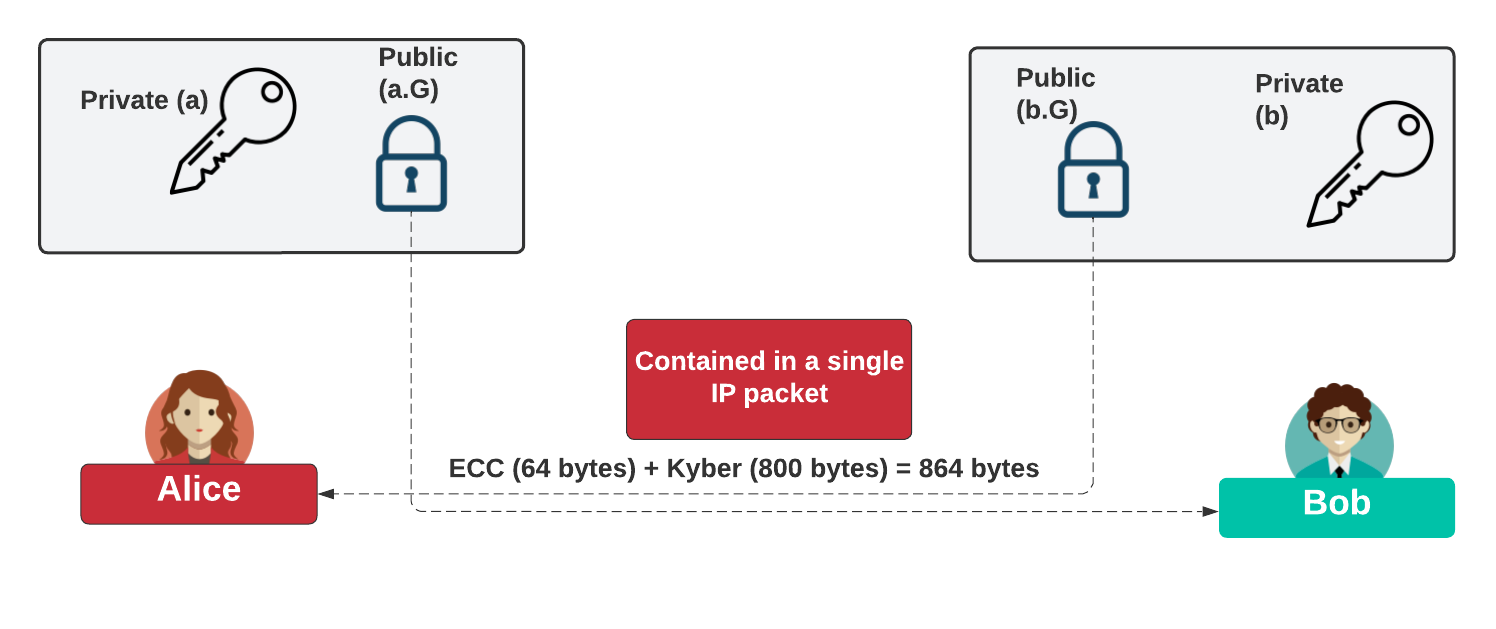 Private (a)
Public
(a.G)
Public
(b.G)
Private
(b)
Contained in a single
IP packet
ECC (64 bytes) + Kyber (800 bytes) = 864 bytes
Alice
Bob